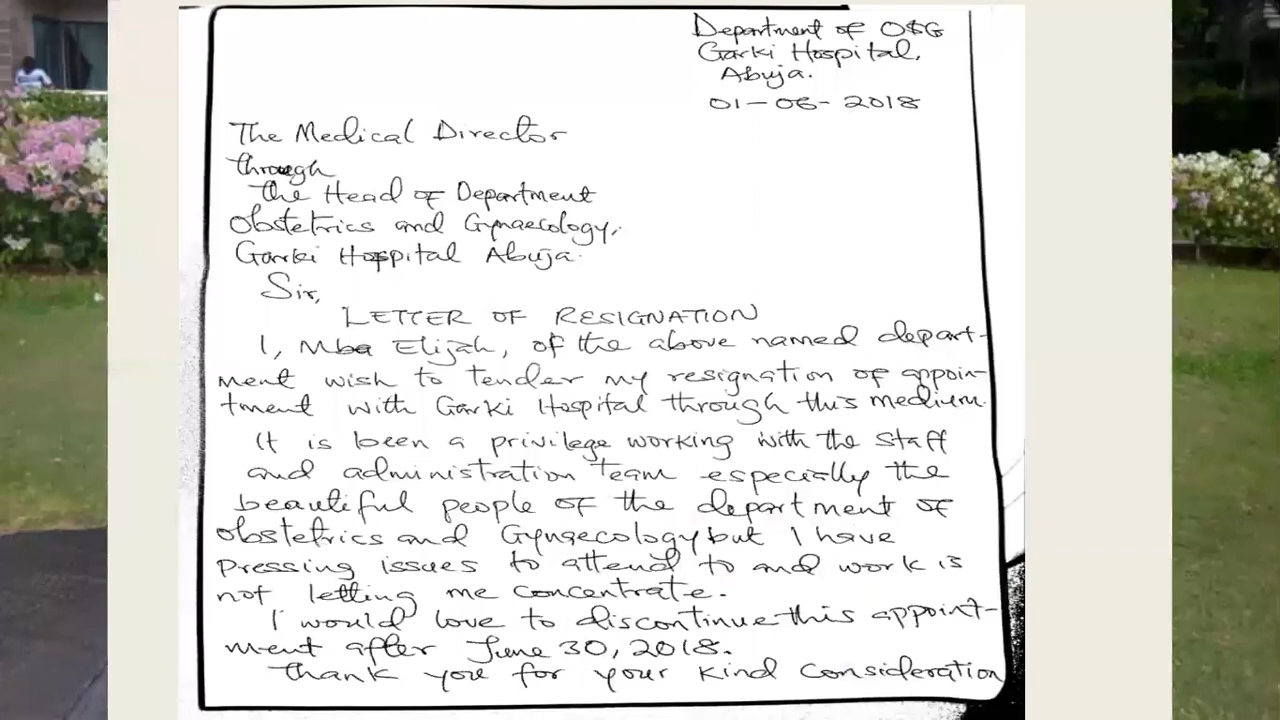 Department of O&G
Garki Hospital,
Abuja.
01-06-2018
The Medical Director
through
the Head of Department
Obstetrics and Gynaecology,
Garki Hospital Abuja.
Sir,
LETTER OF RESIGNATION
I, Mba Elijah, of the above named depart-
ment wish to tender my resignation of appoin-
tment with Garki Hospital through this medium.
It is been a privilege working with the staff
and administration team especially the
beautiful people of the department of
obstetrics and Gynaecology but I have
pressing issues to attend to and work is
not letting me concentrate.
I would love to discontinue this appoint-
ment after June 30, 2018.
Thank you for your kind consideration